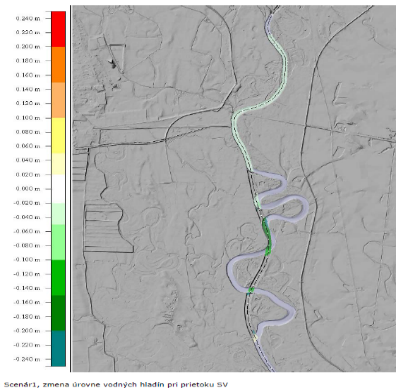 0.240 m
0.220 m
0.200 m
0.180 m
0.160 m
0.140 m
0.120 m
0.100 m
0.080 m
0.060 m
0.040 m
0.020 m
0.000 m
-0.020 m
-0.040 m
-0.060 m
-0.080 m
-0.100 m
-0.120 m
-0.140 m
-0.160 m
-0.180 m
-0.200 m
-0.220 m
-0.240 m
Scenár1, zmena úrovne vodných hladín pri prietoku SV